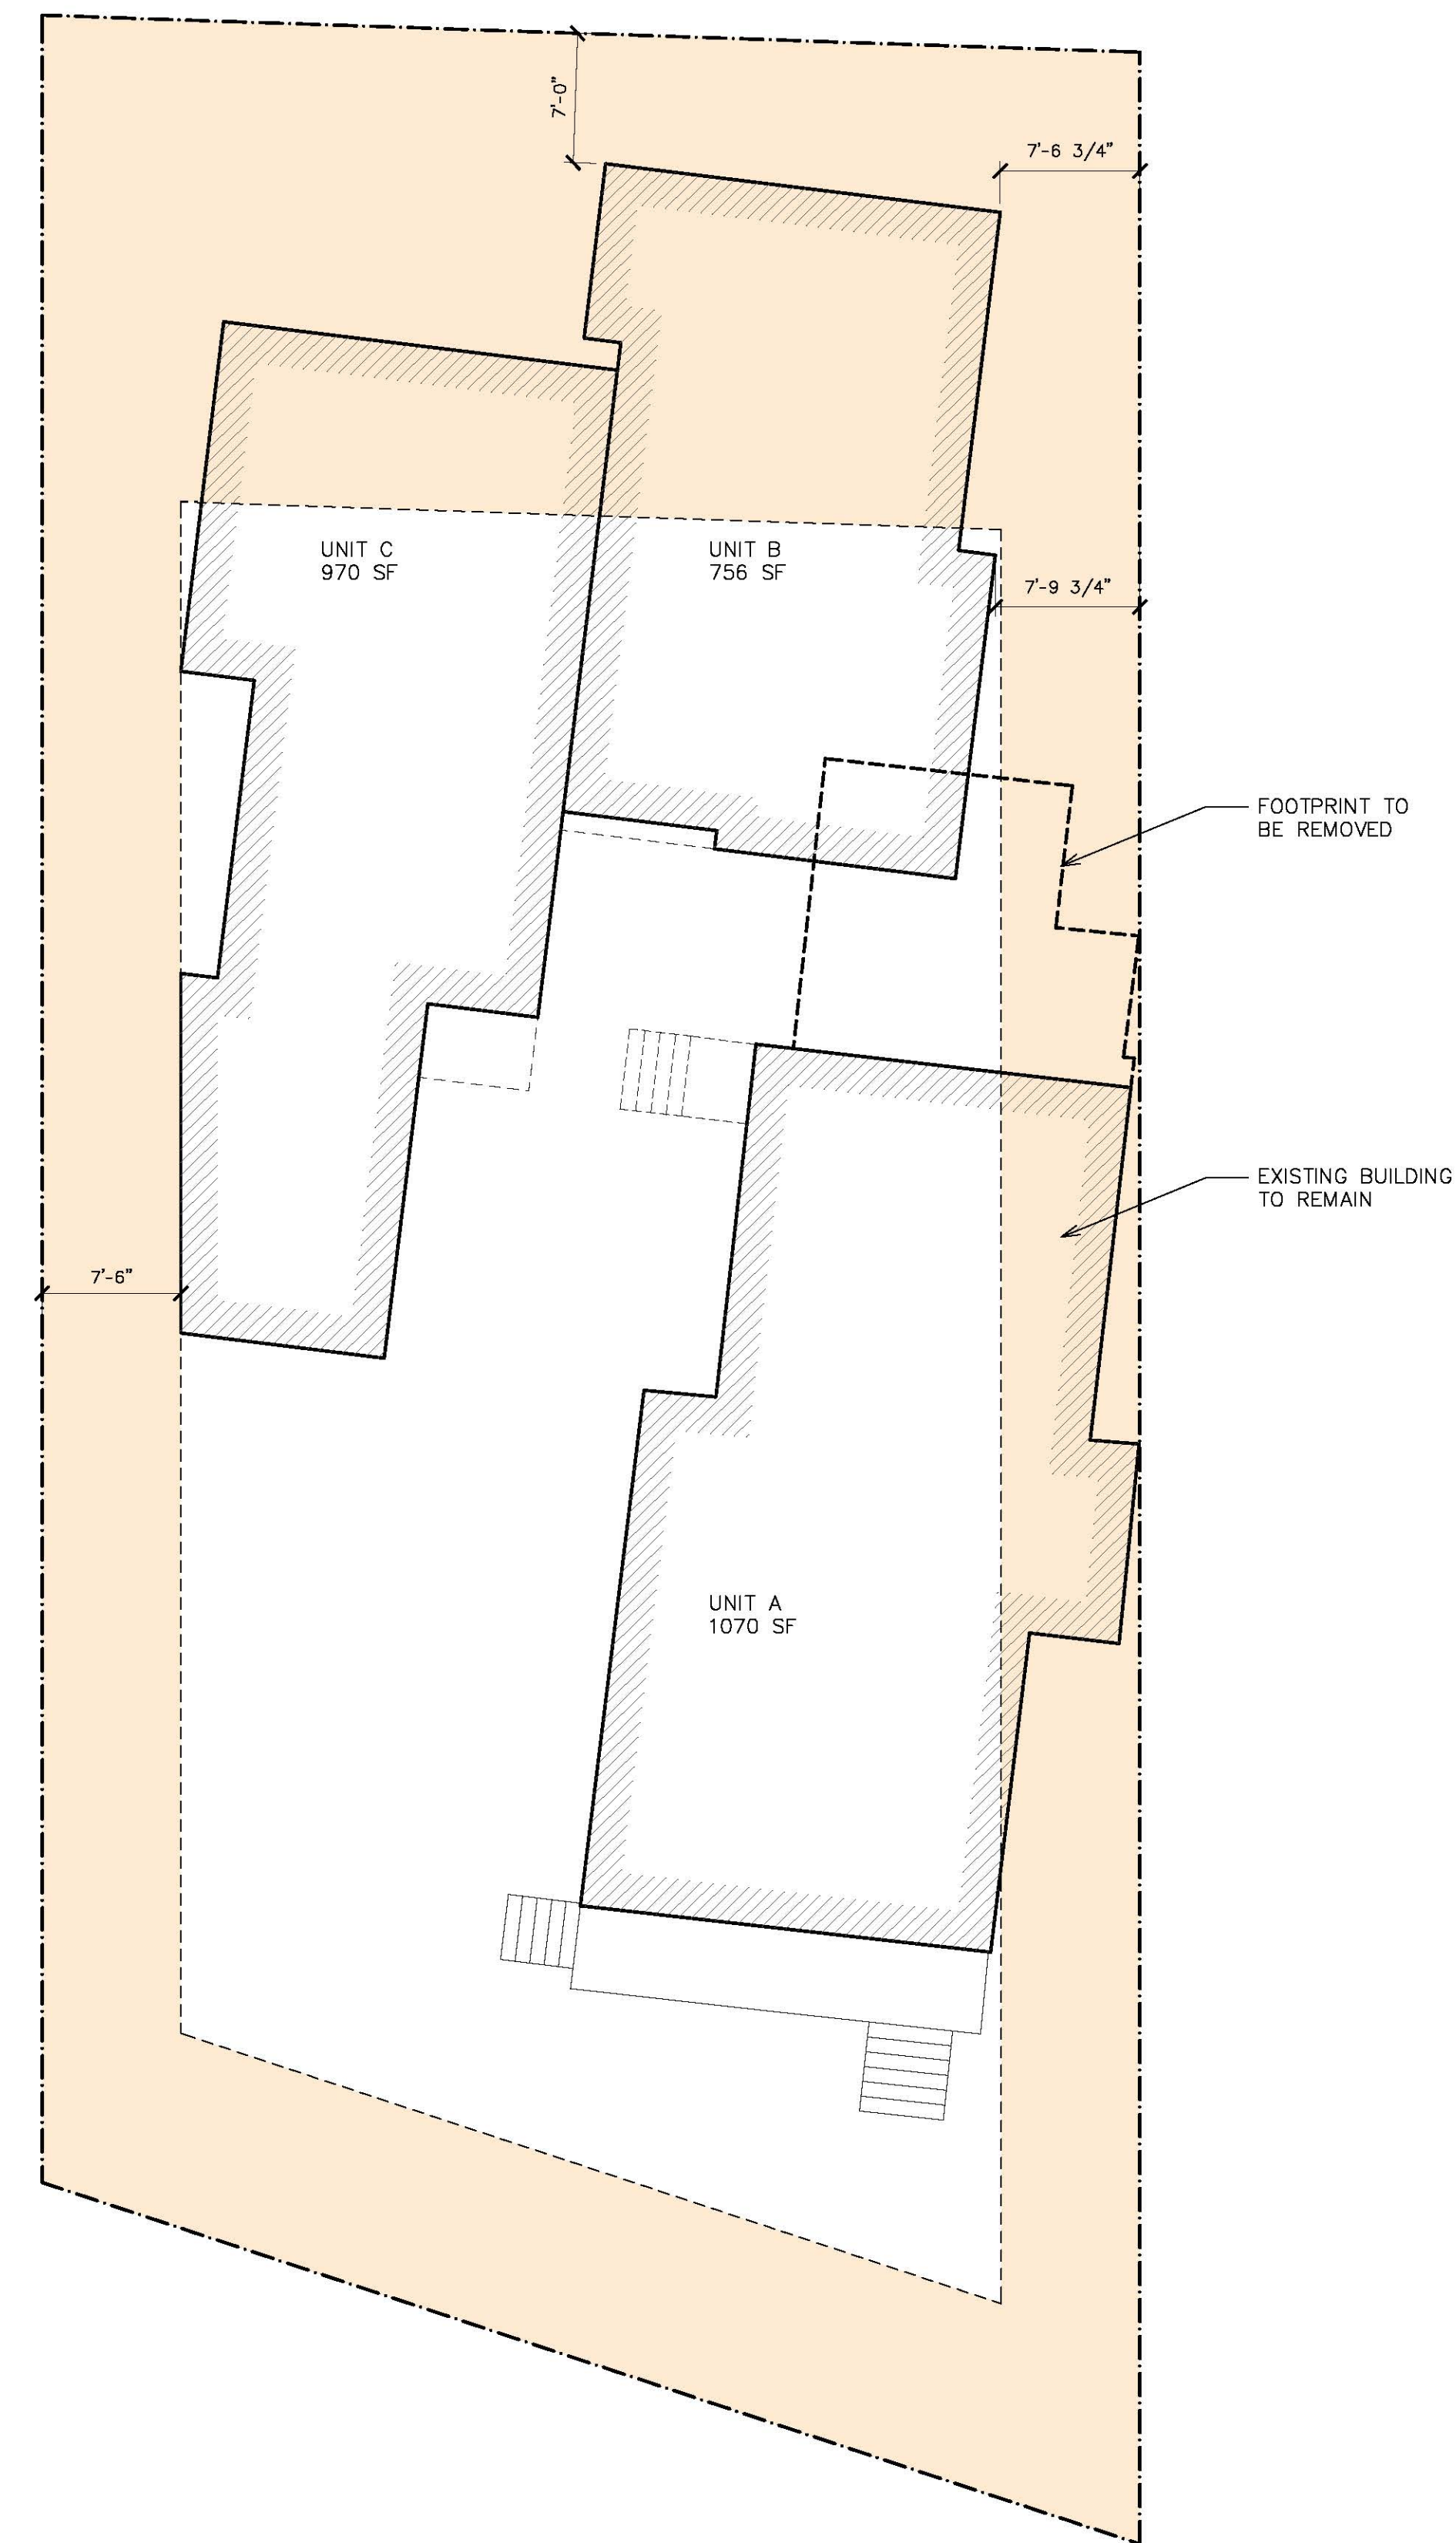 7'-0"
7'-6 3/4"
UNIT C
970 SF
UNIT B
756 SF
7'-9 3/4"
FOOTPRINT TO
BE REMOVED
EXISTING BUILDING
TO REMAIN
7'-6"
UNIT A
1070 SF